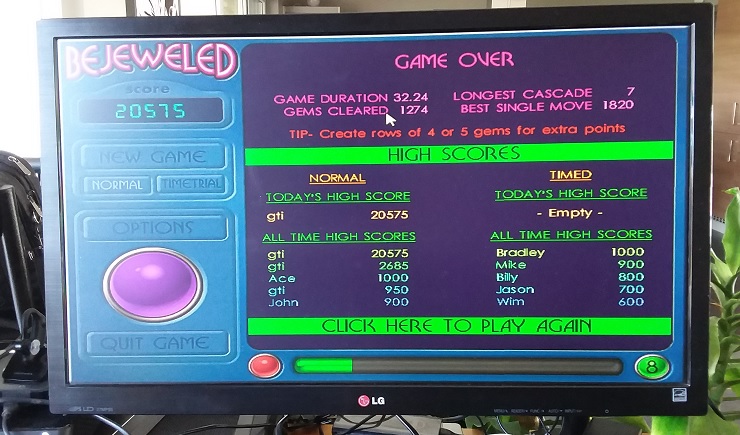 BEJEWELED
score
20575
NEW GAME
NORMAL TIMETRIAL
OPTIONS
QUIT GAME
GAME OVER
GAME DURATION 32.24 LONGEST CASCADE 7
GEMS CLEARED 1274 BEST SINGLE MOVE 1820
TIP- Create rows of 4 or 5 gems for extra points
HIGH SCORES
NORMAL TIMED
TODAY'S HIGH SCORE TODAY'S HIGH SCORE
gti 20575 - Empty -
ALL TIME HIGH SCORES ALL TIME HIGH SCORES
gti 20575 Bradley 1000
gti 2685 Mike 900
Ace 1000 Billy 800
gti 950 Jason 700
John 900 Wim 600
CLICK HERE TO PLAY AGAIN
8
LG